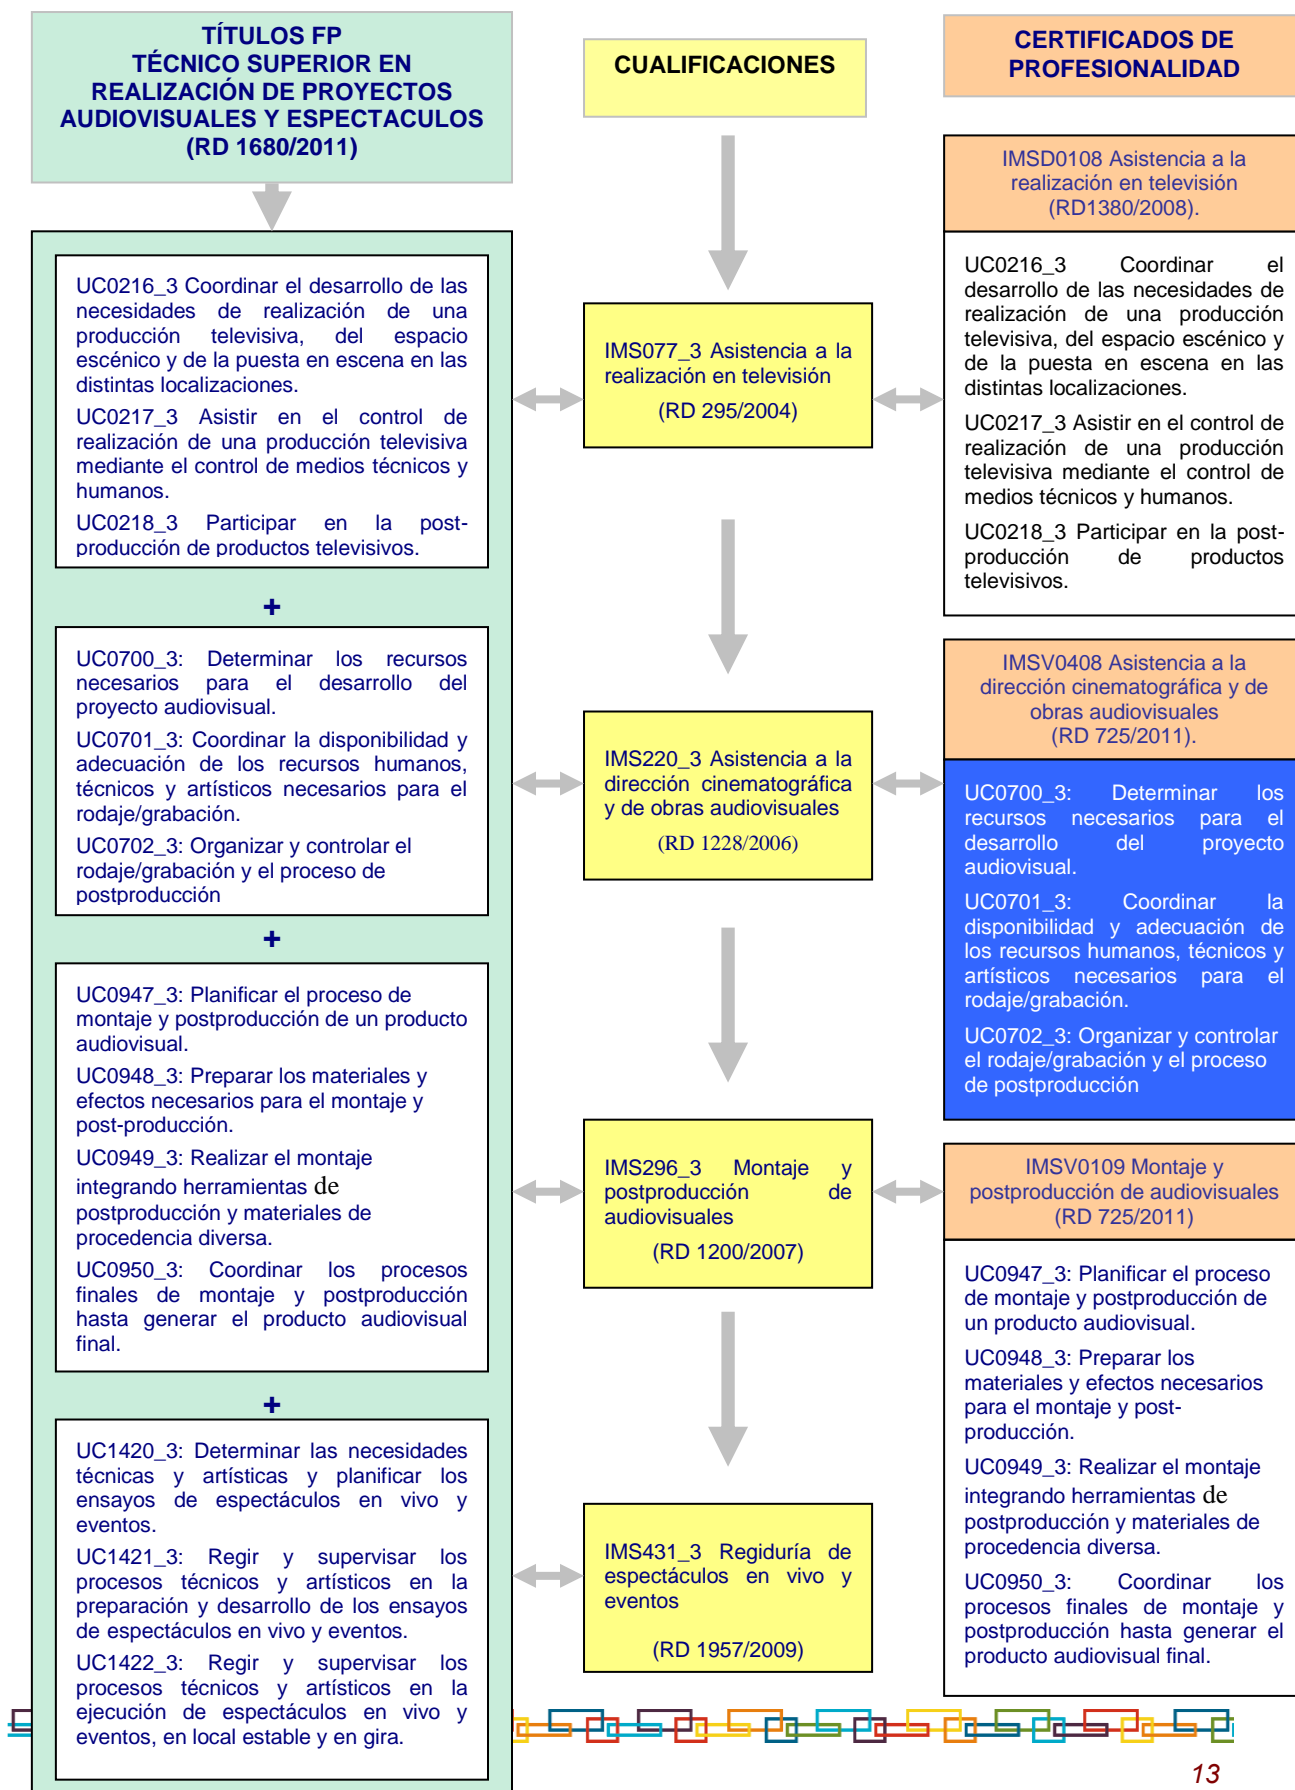 TÍTULOS FP
TÉCNICO SUPERIOR EN
REALIZACIÓN DE PROYECTOS
AUDIOVISUALES Y ESPECTACULOS
(RD 1680/2011)
UC0216_3 Coordinar el desarrollo de las
necesidades de realización de una
producción televisiva, del espacio
escénico y de la puesta en escena en las
distintas localizaciones.
UC0217_3 Asistir en el control de
realización de una producción televisiva
mediante el control de medios técnicos y
humanos.
UC0218_3 Participar en la post-
producción de productos televisivos.
+
UC0700_3: Determinar los recursos
necesarios para el desarrollo del
proyecto audiovisual.
UC0701_3: Coordinar la disponibilidad y
adecuación de los recursos humanos,
técnicos y artísticos necesarios para el
rodaje/grabación.
UC0702_3: Organizar y controlar el
rodaje/grabación y el proceso de
postproducción
+
UC0947_3: Planificar el proceso de
montaje y postproducción de un producto
audiovisual.
UC0948_3: Preparar los materiales y
efectos necesarios para el montaje y
post-producción.
UC0949_3: Realizar el montaje
integrando herramientas de
postproducción y materiales de
procedencia diversa.
UC0950_3: Coordinar los procesos
finales de montaje y postproducción
hasta generar el producto audiovisual
final.
+
UC1420_3: Determinar las necesidades
técnicas y artísticas y planificar los
ensayos de espectáculos en vivo y
eventos.
UC1421_3: Regir y supervisar los
procesos técnicos y artísticos en la
preparación y desarrollo de los ensayos
de espectáculos en vivo y eventos.
UC1422_3: Regir y supervisar los
procesos técnicos y artísticos en la
ejecución de espectáculos en vivo y
eventos, en local estable y en gira.
CUALIFICACIONES
IMS077_3 Asistencia a la
realización en televisión
(RD 295/2004)
IMS220_3 Asistencia a la
dirección cinematográfica
y de obras audiovisuales
(RD 1228/2006)
IMS296_3 Montaje y
postproducción de
audiovisuales
(RD 1200/2007)
IMS431_3 Regiduría de
espectáculos en vivo y
eventos
(RD 1957/2009)
CERTIFICADOS DE
PROFESIONALIDAD
IMSD0108 Asistencia a la
realización en televisión
(RD1380/2008).
UC0216_3 Coordinar el
desarrollo de las necesidades de
realización de una producción
televisiva, del espacio escénico y
de la puesta en escena en las
distintas localizaciones.
UC0217_3 Asistir en el control de
realización de una producción
televisiva mediante el control de
medios técnicos y humanos.
UC0218_3 Participar en la post-
producción de productos
televisivos.
IMSV0408 Asistencia a la
dirección cinematográfica y de
obras audiovisuales
(RD 725/2011).
UC0700_3: Determinar los
recursos necesarios para el
desarrollo del proyecto
audiovisual.
UC0701_3: Coordinar la
disponibilidad y adecuación de
los recursos humanos, técnicos y
artísticos necesarios para el
rodaje/grabación.
UC0702_3: Organizar y controlar
el rodaje/grabación y el proceso
de postproducción
IMSV0109 Montaje y
postproducción de audiovisuales
(RD 725/2011)
UC0947_3: Planificar el proceso
de montaje y postproducción de
un producto audiovisual.
UC0948_3: Preparar los
materiales y efectos necesarios
para el montaje y post-
producción.
UC0949_3: Realizar el montaje
integrando herramientas de
postproducción y materiales de
procedencia diversa.
UC0950_3: Coordinar los
procesos finales de montaje y
postproducción hasta generar el
producto audiovisual final.
13